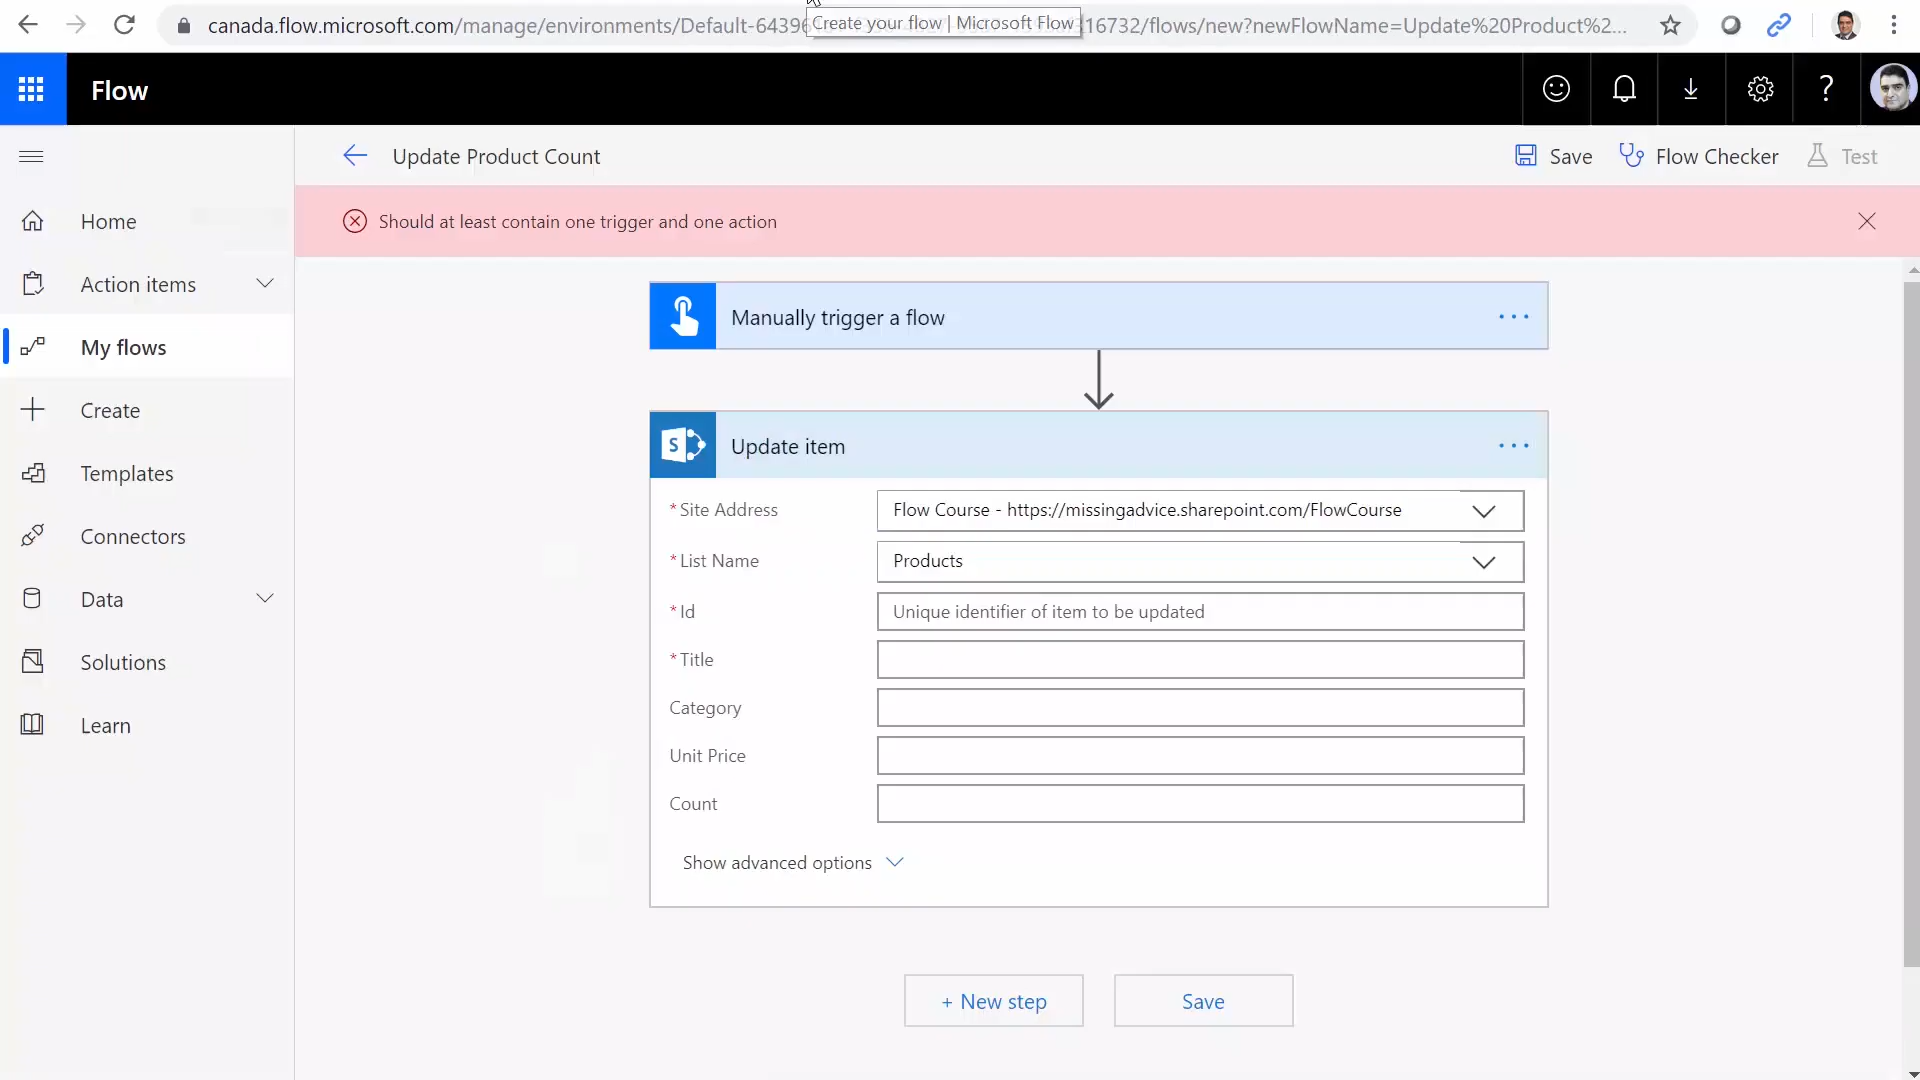 canada.flow.microsoft.com/manage/environments/Default-64396
Create your flow | Microsoft Flow
316732/flows/new?newFlowName=Update%20Product%2...
Flow
?
Update Product Count
Save
Flow Checker
Test
Should at least contain one trigger and one action
Home
Action items
My flows
Create
Templates
Connectors
Data
Solutions
Learn
Manually trigger a flow
...
S
Update item
...
* Site Address
Flow Course - https://missingadvice.sharepoint.com/FlowCourse
* List Name
Products
* Id
Unique identifier of item to be updated
* Title
Category
Unit Price
Count
Show advanced options
+ New step
Save